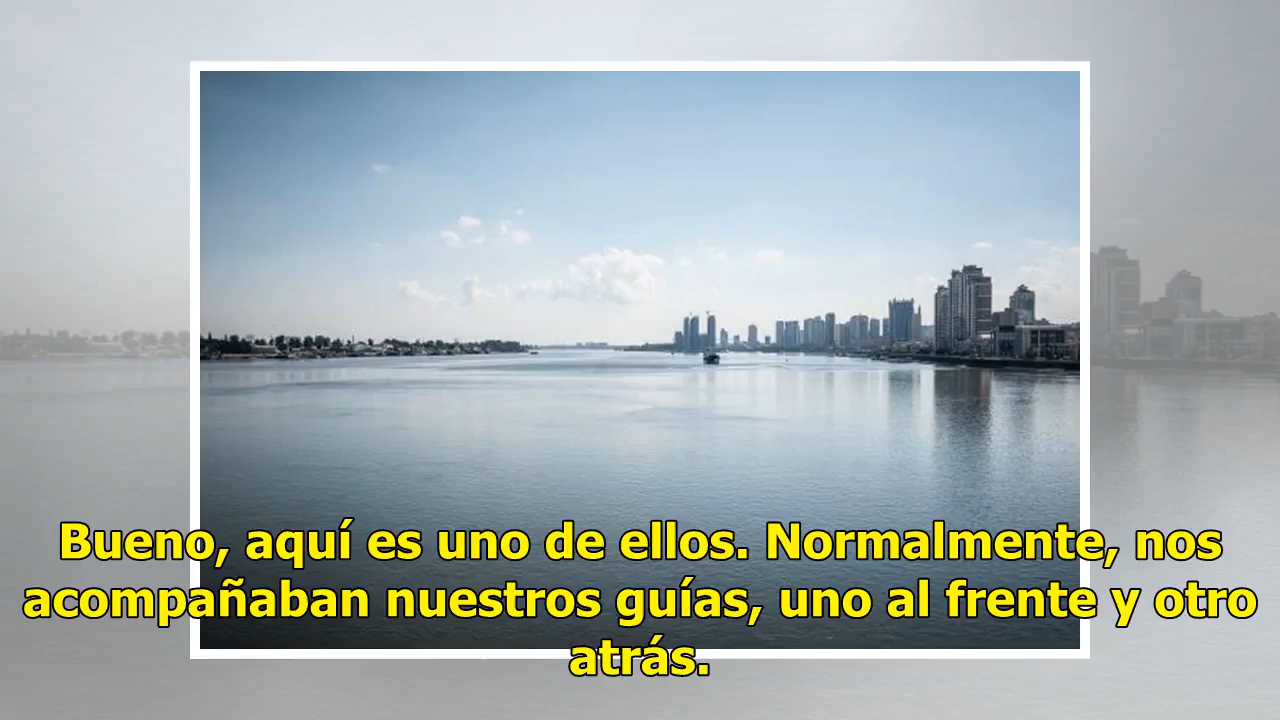 Bueno, aquí es uno de ellos. Normalmente, nos
acompañaban nuestros guías, uno al frente y otro
atrás.